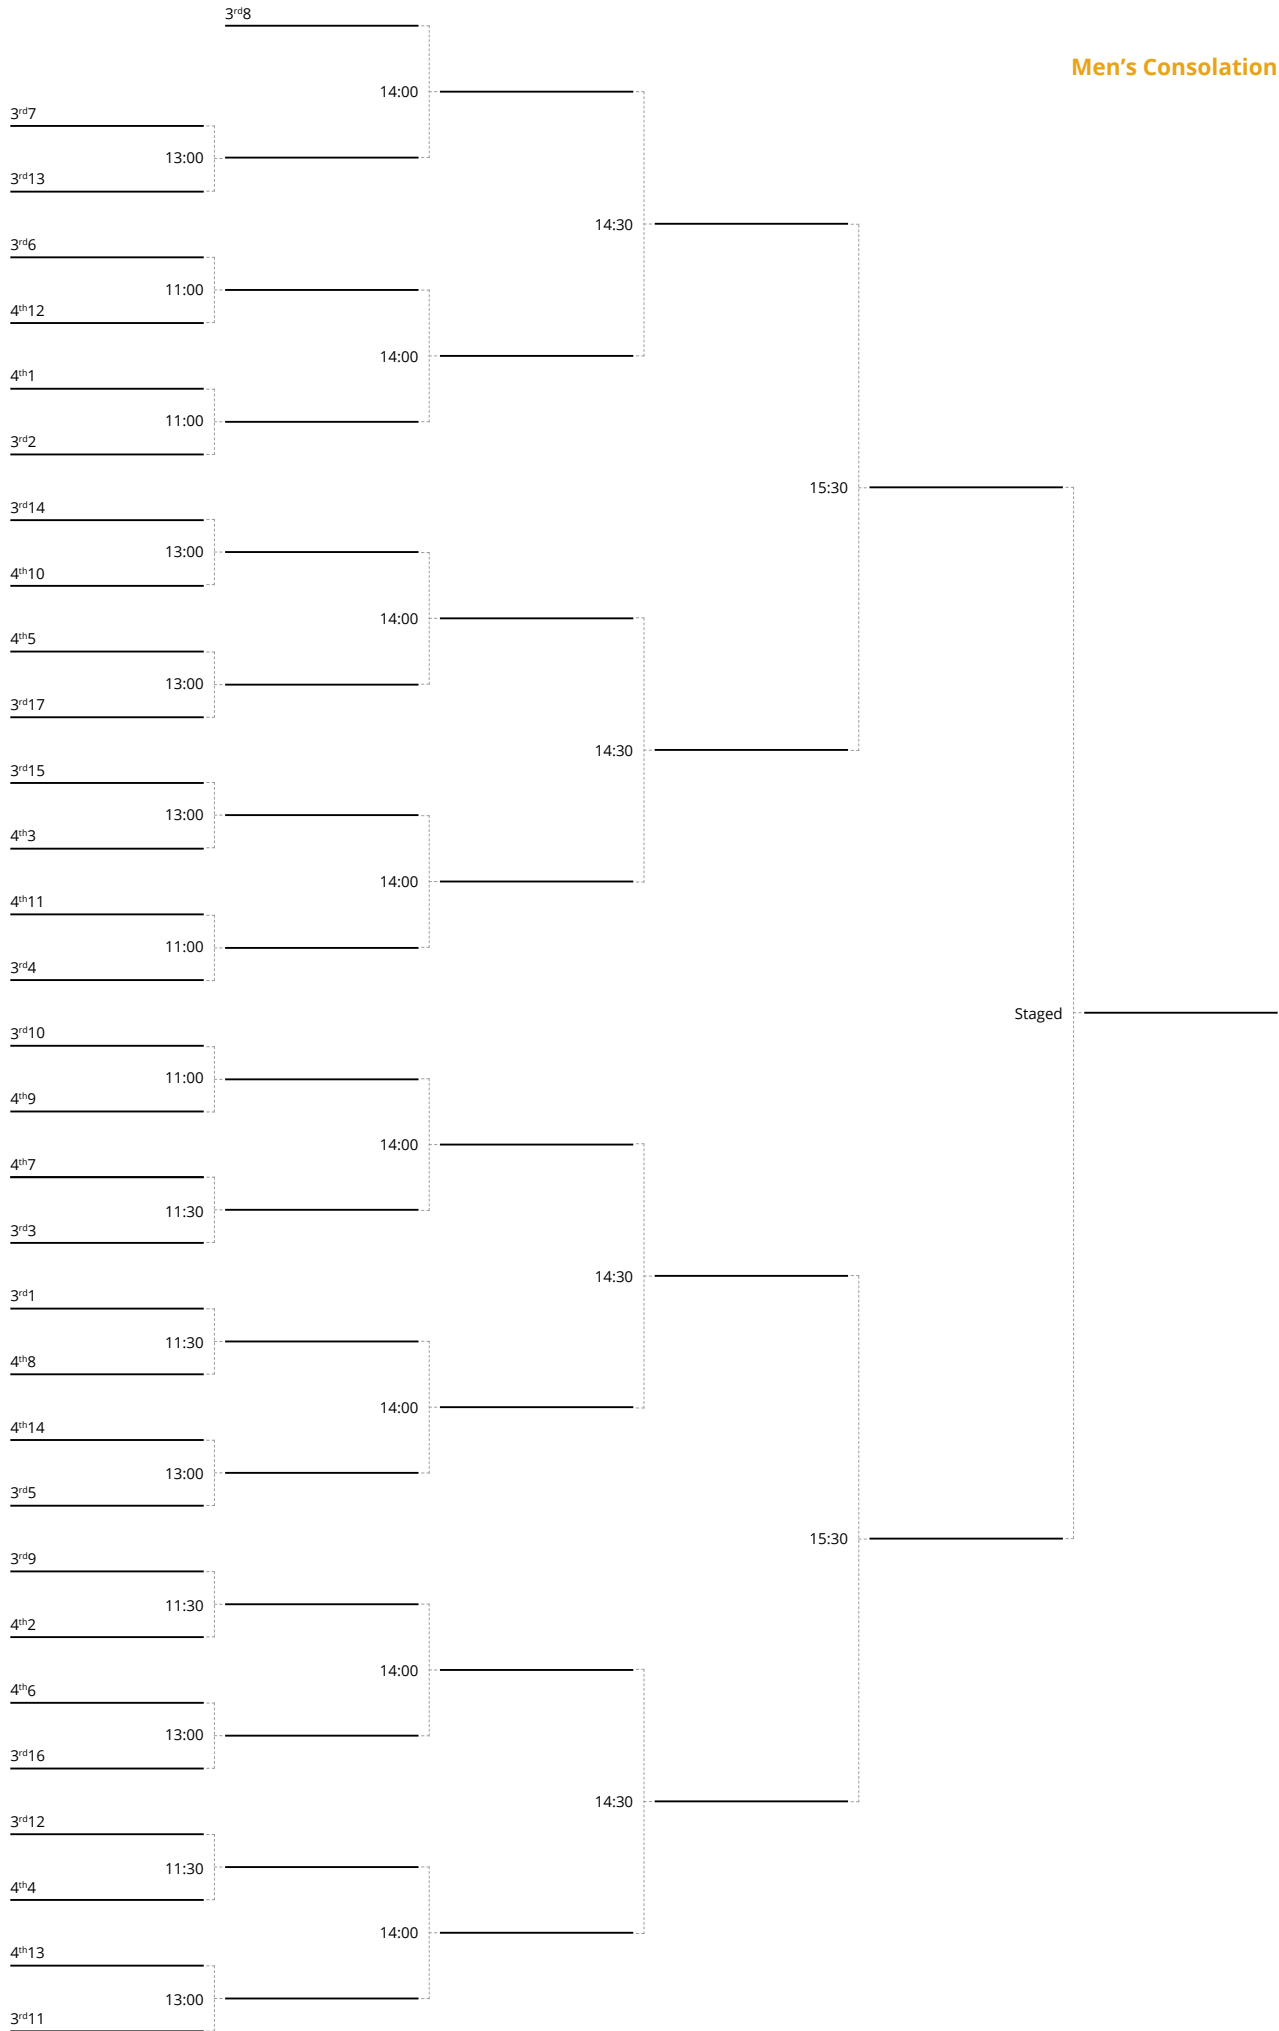 3rd8
Men's Consolation
14:00
3rd7
13:00
3rd13
14:30
3rd6
11:00
4th12
14:00
4th1
11:00
3rd2
15:30
3rd14
13:00
4th10
14:00
4th5
13:00
3rd17
14:30
3rd15
13:00
4th3
14:00
4th11
11:00
3rd4
Staged
3rd10
11:00
4th9
14:00
4th7
11:30
3rd3
14:30
3rd1
11:30
4th8
14:00
4th14
13:00
3rd5
15:30
3rd9
11:30
4th2
14:00
4th6
13:00
3rd16
14:30
3rd12
11:30
4th4
14:00
4th13
13:00
3rd11